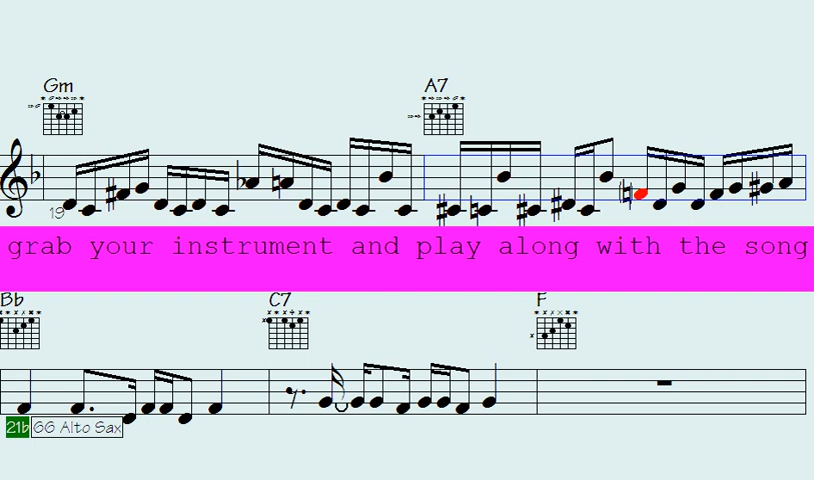 Gm A7
19
grab your instrument and play along with the song
Bb C7 F
21b 66 Alto Sax